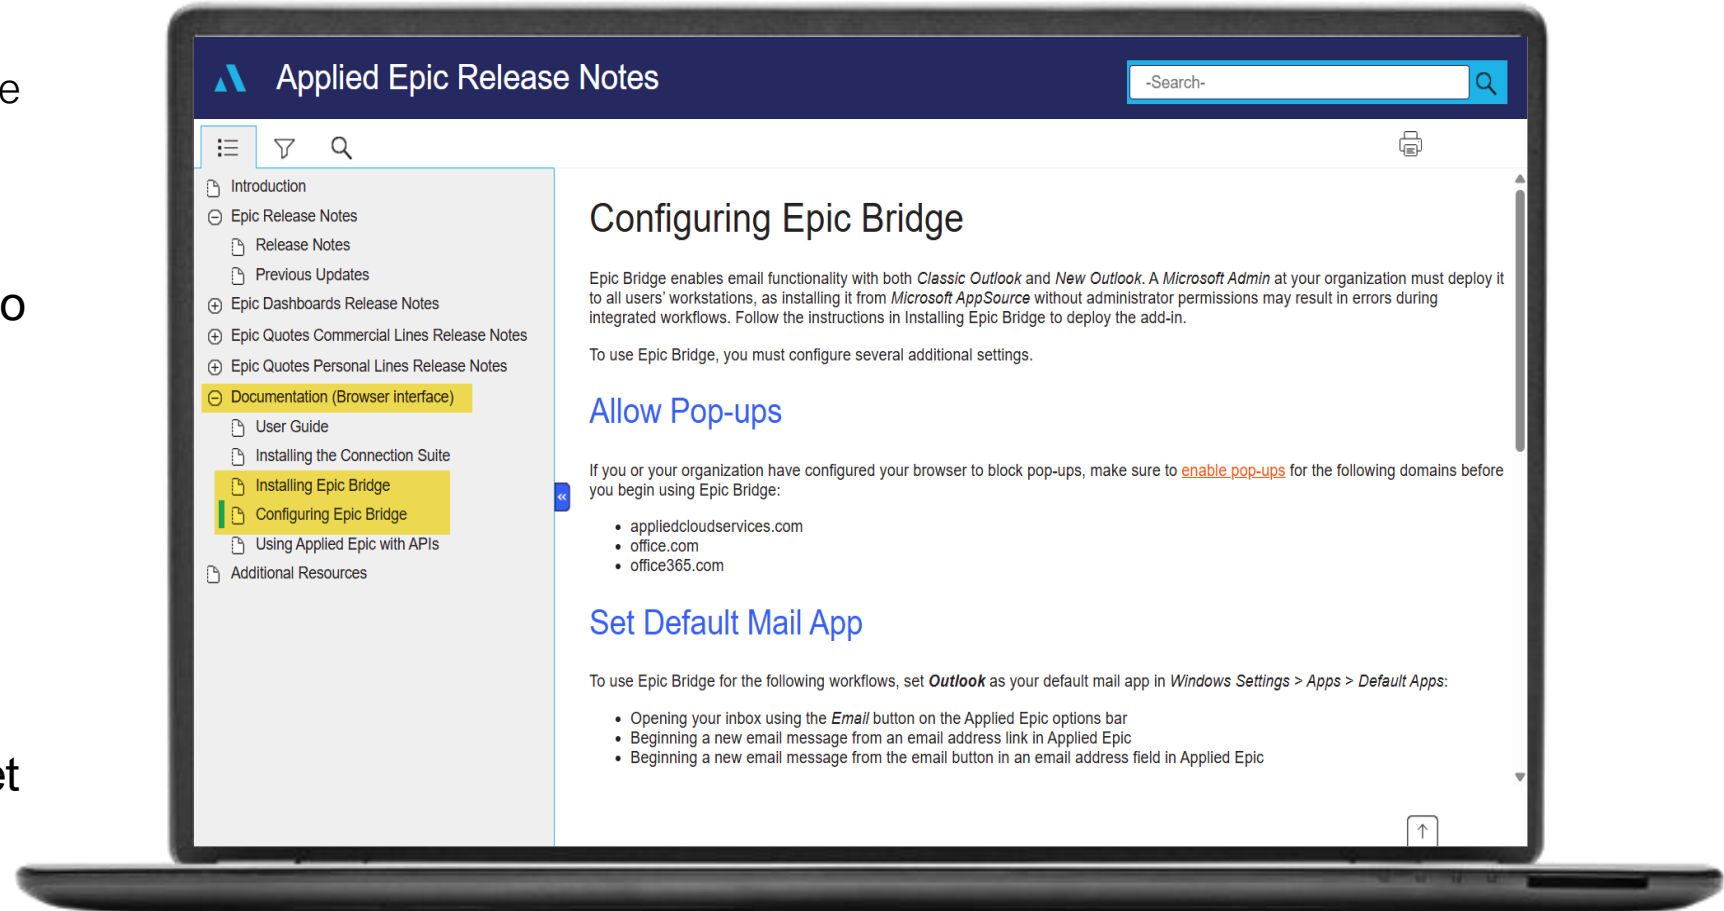 e
o
et
Applied Epic Release Notes
-Search-
Introduction
Epic Release Notes
Release Notes
Previous Updates
Epic Dashboards Release Notes
Epic Quotes Commercial Lines Release Notes
Epic Quotes Personal Lines Release Notes
Documentation (Browser interface)
User Guide
Installing the Connection Suite
Installing Epic Bridge
Configuring Epic Bridge
Using Applied Epic with APIs
Additional Resources
Configuring Epic Bridge
Epic Bridge enables email functionality with both Classic Outlook and New Outlook. A Microsoft Admin at your organization must deploy it
to all users' workstations, as installing it from Microsoft AppSource without administrator permissions may result in errors during
integrated workflows. Follow the instructions in Installing Epic Bridge to deploy the add-in.
To use Epic Bridge, you must configure several additional settings.
Allow Pop-ups
If you or your organization have configured your browser to block pop-ups, make sure to enable pop-ups for the following domains before
you begin using Epic Bridge:
• appliedcloudservices.com
• office.com
• office365.com
Set Default Mail App
To use Epic Bridge for the following workflows, set Outlook as your default mail app in Windows Settings > Apps > Default Apps:
• Opening your inbox using the Email button on the Applied Epic options bar
• Beginning a new email message from an email address link in Applied Epic
• Beginning a new email message from the email button in an email address field in Applied Epic